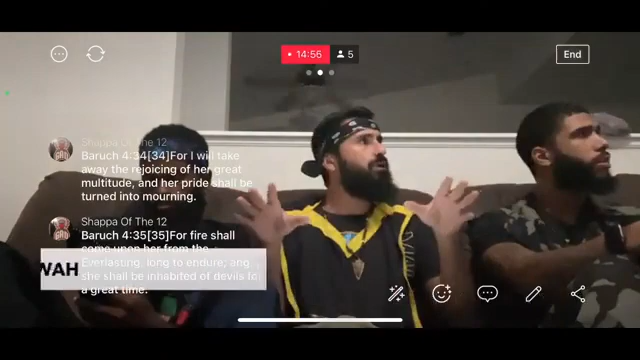 14:56
5
End
Shappa Of The 12
Baruch 4:34[34]For I will take
away the rejoicing of her great
multitude, and her pride shall be
turned into mourning.
Shappa Of The 12
Baruch 4:35[35]For fire shall
come upon her from the
Everlasting, long to endure; and
she shall be inhabited of devils for
a great time.
WAH